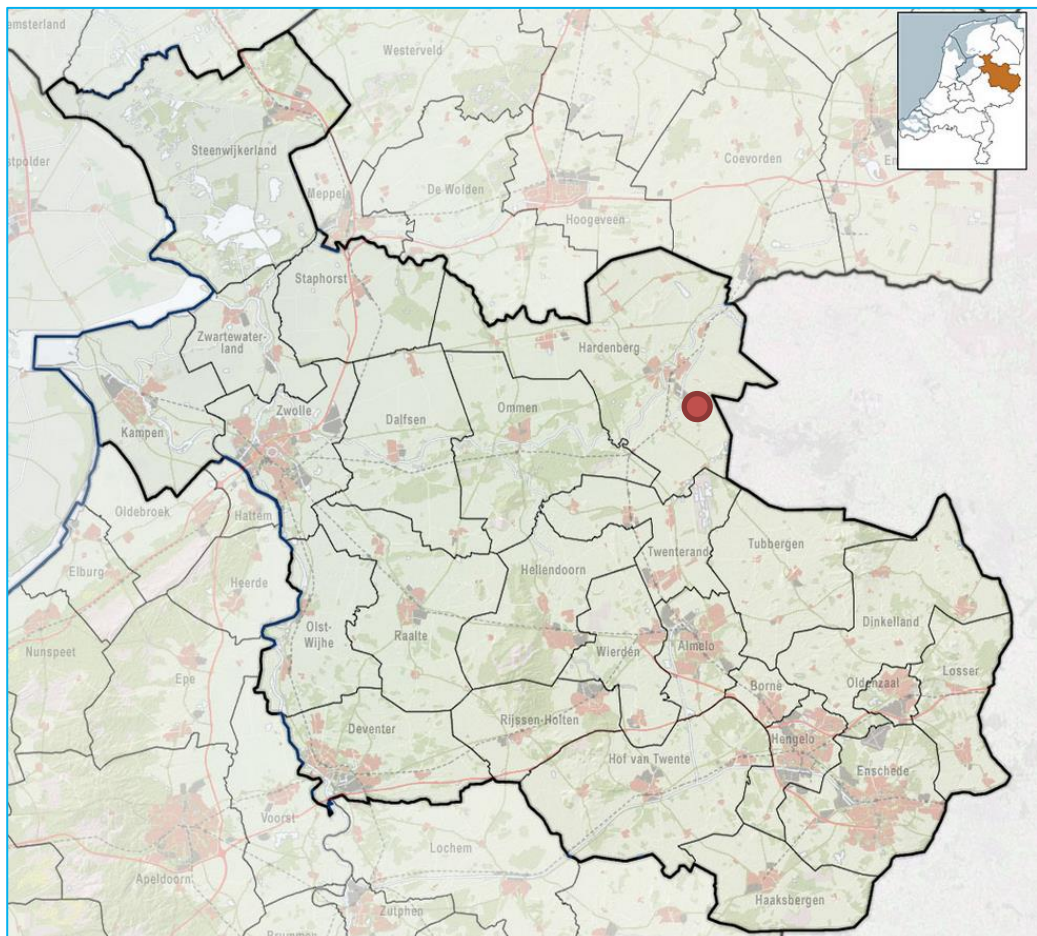 Westerveld
Steenwijkerland
Coevorden
De Wolden
Meppel
Hoogeveen
Staphorst
Zwartewater-
land
Hardenberg
Zwolle
Dalfsen
Ommen
Kampen
Oldebroek
Hattem
Elburg
Heerde
Hellendoorn
Twenterand
Tubbergen
Olst-
Wijhe
Raalte
Wierden
Almelo
Dinkelland
Nunspeet
Epe
Borne
Oldenzaal
Losser
Deventer
Rijssen-Holten
Hengelo
Hof van Twente
Enschede
Voorst
Lochem
Apeldoorn
Haaksbergen
Zutphen